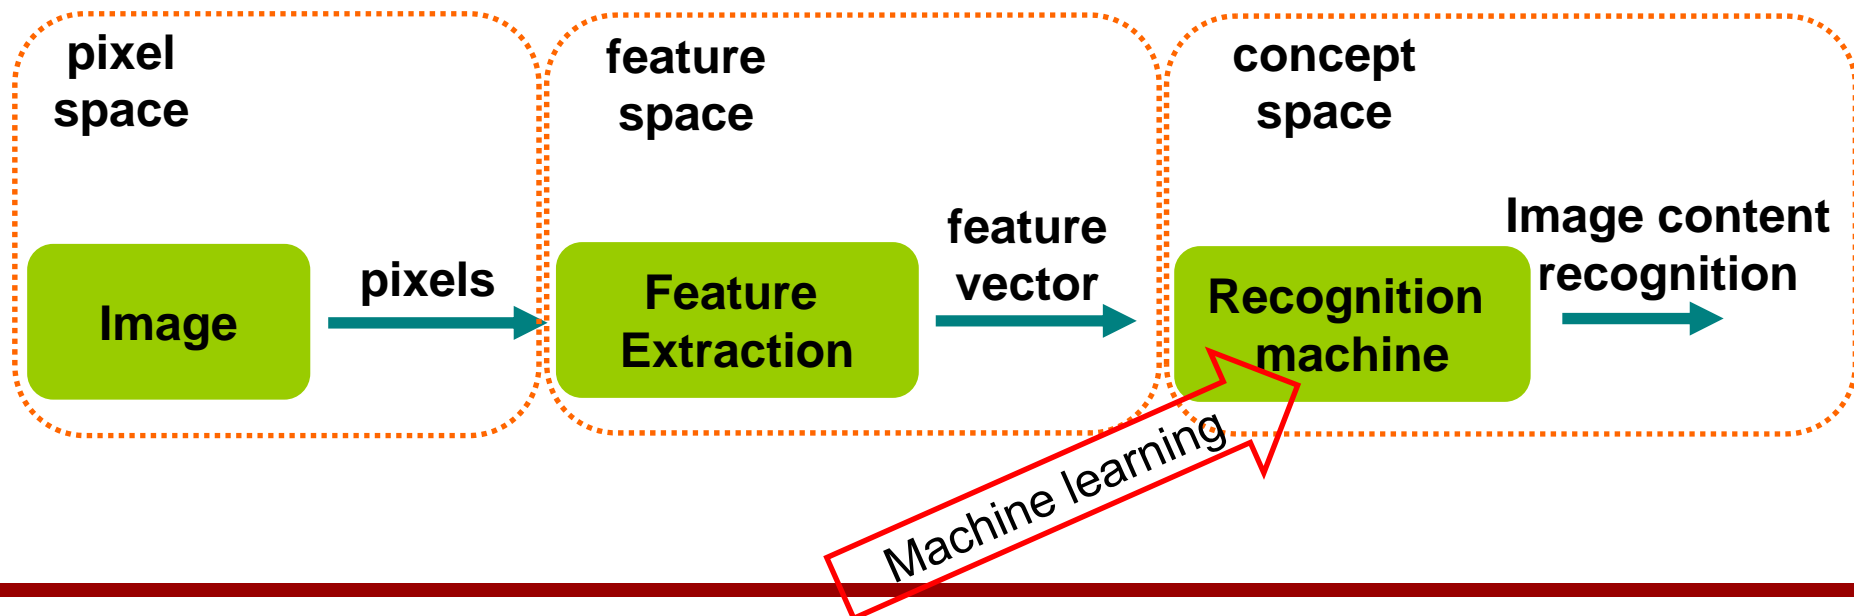 pixel
space
feature
space
concept
space
Image
pixels
Feature
Extraction
feature
vector
Recognition
machine
Image content
recognition
Machine learning